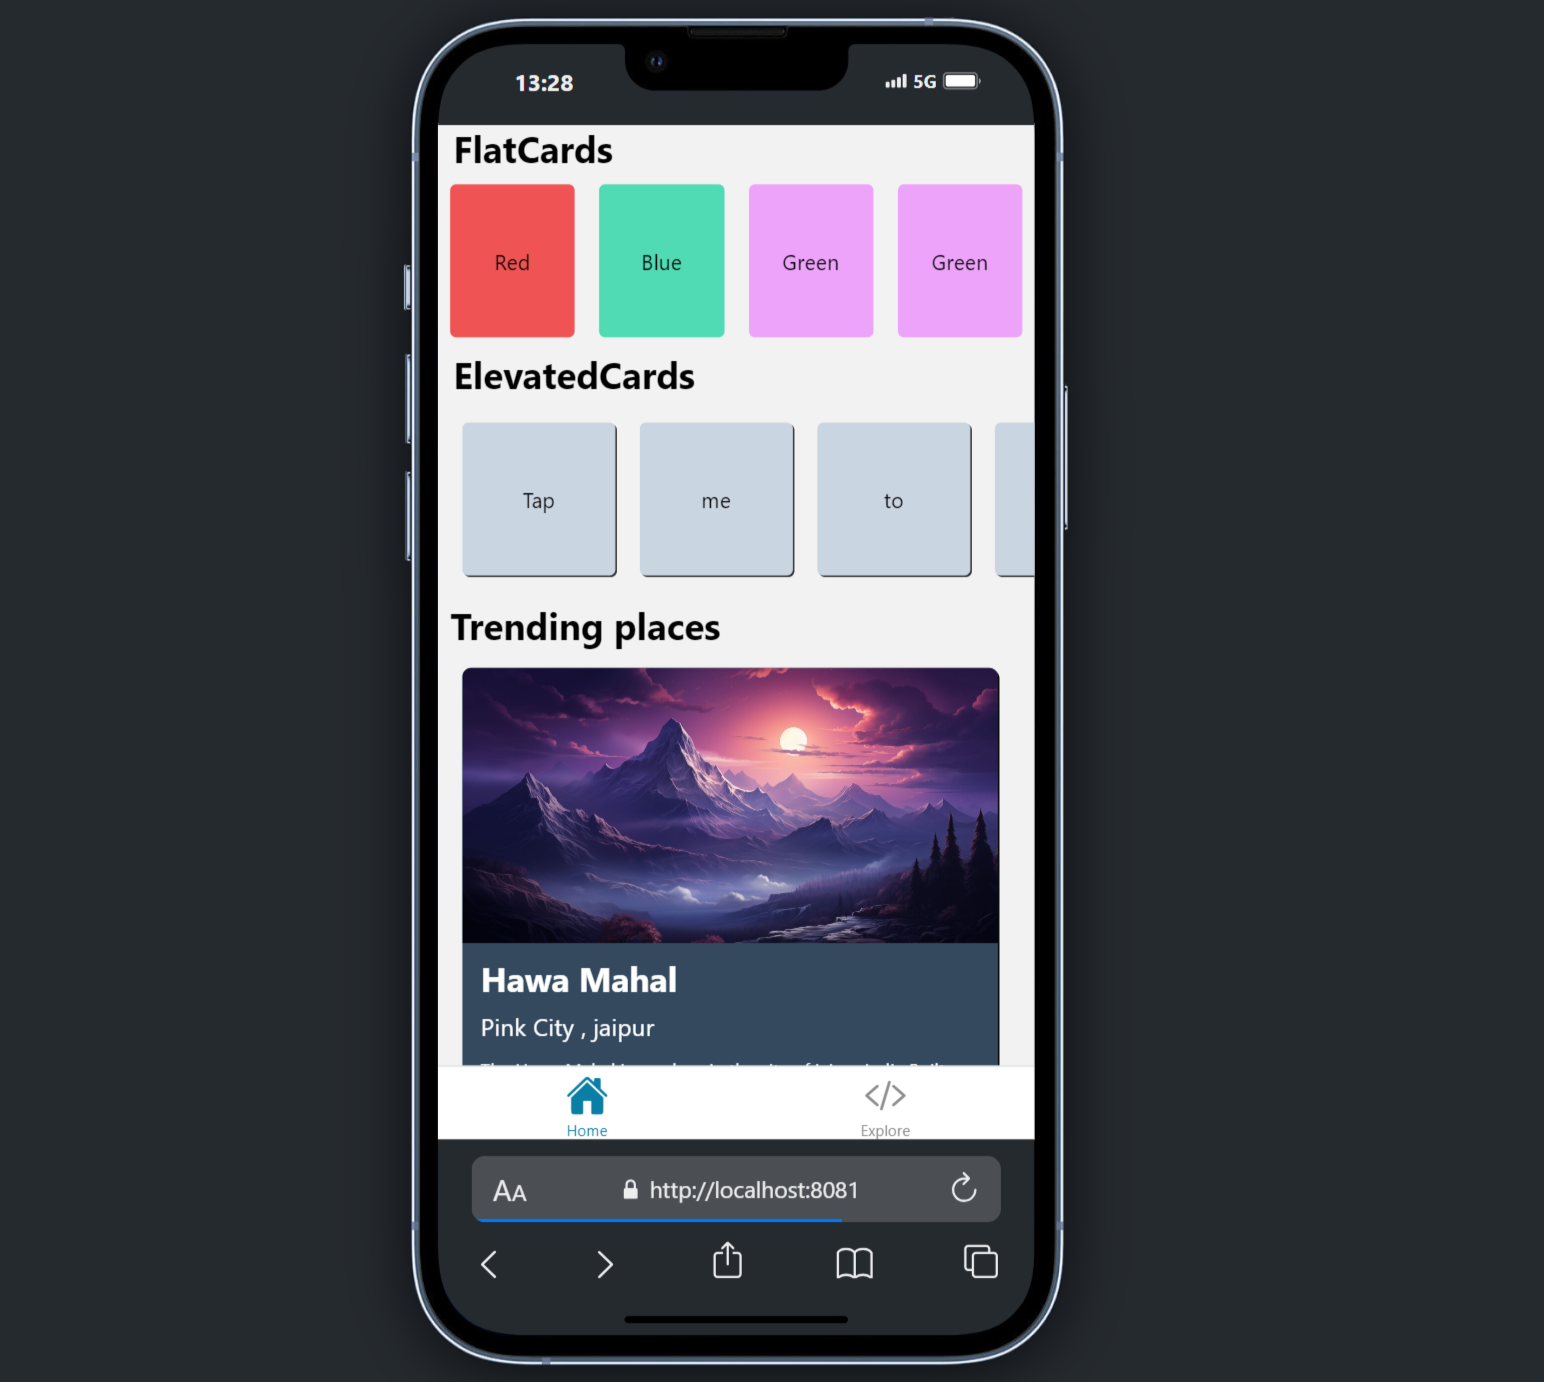 13:28 5G
FlatCards
Red Blue Green Green
ElevatedCards
Tap me to
Trending places
Hawa Mahal
Pink City , jaipur
Home Explore
AA http://localhost:8081